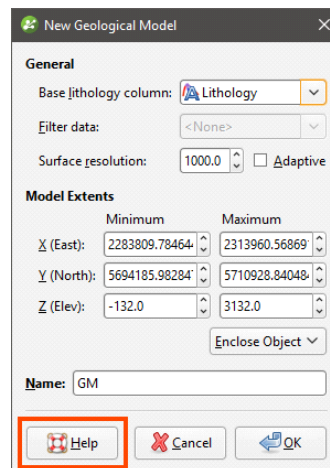 New Geological Model
General
Base lithology column: Lithology
Filter data: <None>
Surface resolution: 1000.0 Adaptive
Model Extents
Minimum Maximum
X (East): 2283809.78464 2313960.56869
Y (North): 5694185.98284 5710928.84048
Z (Elev): -132.0 3132.0
Enclose Object
Name: GM
Help Cancel OK